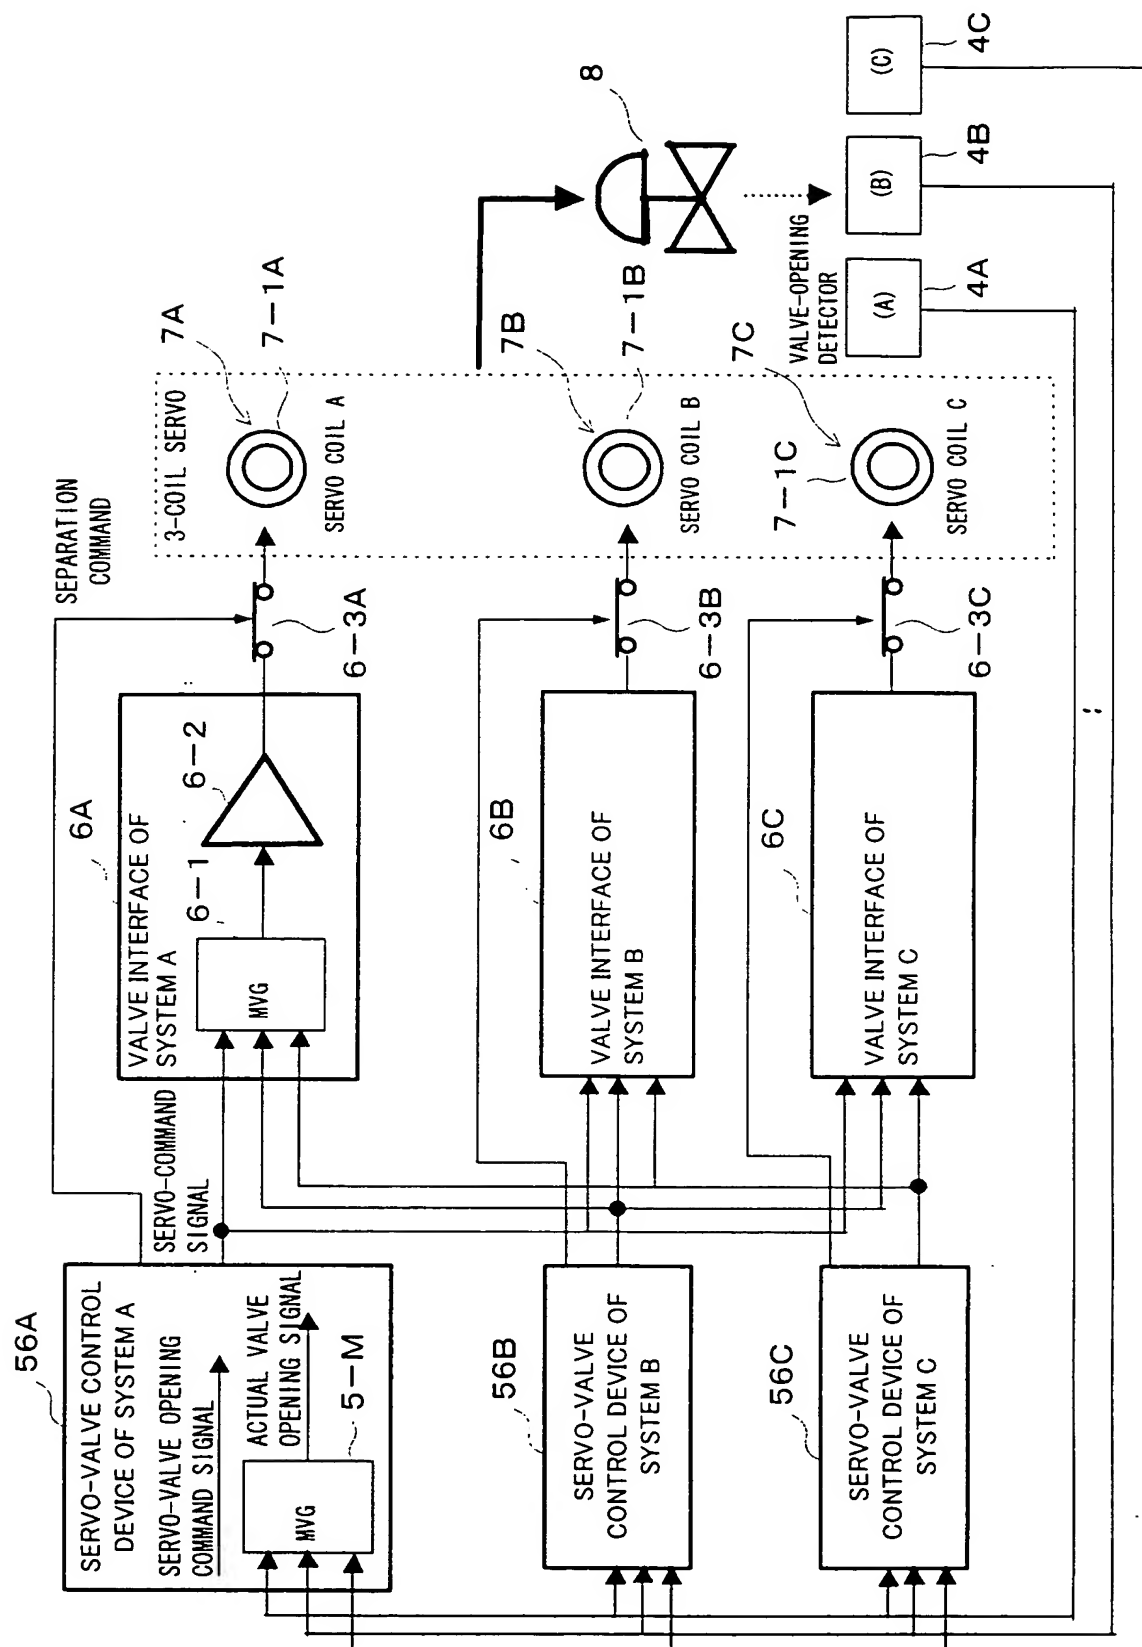 56A
SERVO-VALVE CONTROL
DEVICE OF SYSTEM A
SERVO-VALVE OPENING
COMMAND SIGNAL
ACTUAL VALVE
OPENING SIGNAL
MVG
5-M
SERVO-COMMAND
SIGNAL
6A
VALVE INTERFACE OF
SYSTEM A
MVG
6-1
6-2
SEPARATION
COMMAND
6-3A
3-COIL SERVO
7A
7-1A
SERVO COIL A
56B
SERVO-VALVE
CONTROL DEVICE OF
SYSTEM B
6B
VALVE INTERFACE OF
SYSTEM B
6-3B
7B
7-1B
SERVO COIL B
56C
SERVO-VALVE
CONTROL DEVICE OF
SYSTEM C
6C
VALVE INTERFACE OF
SYSTEM C
6-3C
7C
7-1C
SERVO COIL C
8
VALVE-OPENING
DETECTOR
(A)
4A
(B)
4B
(C)
4C